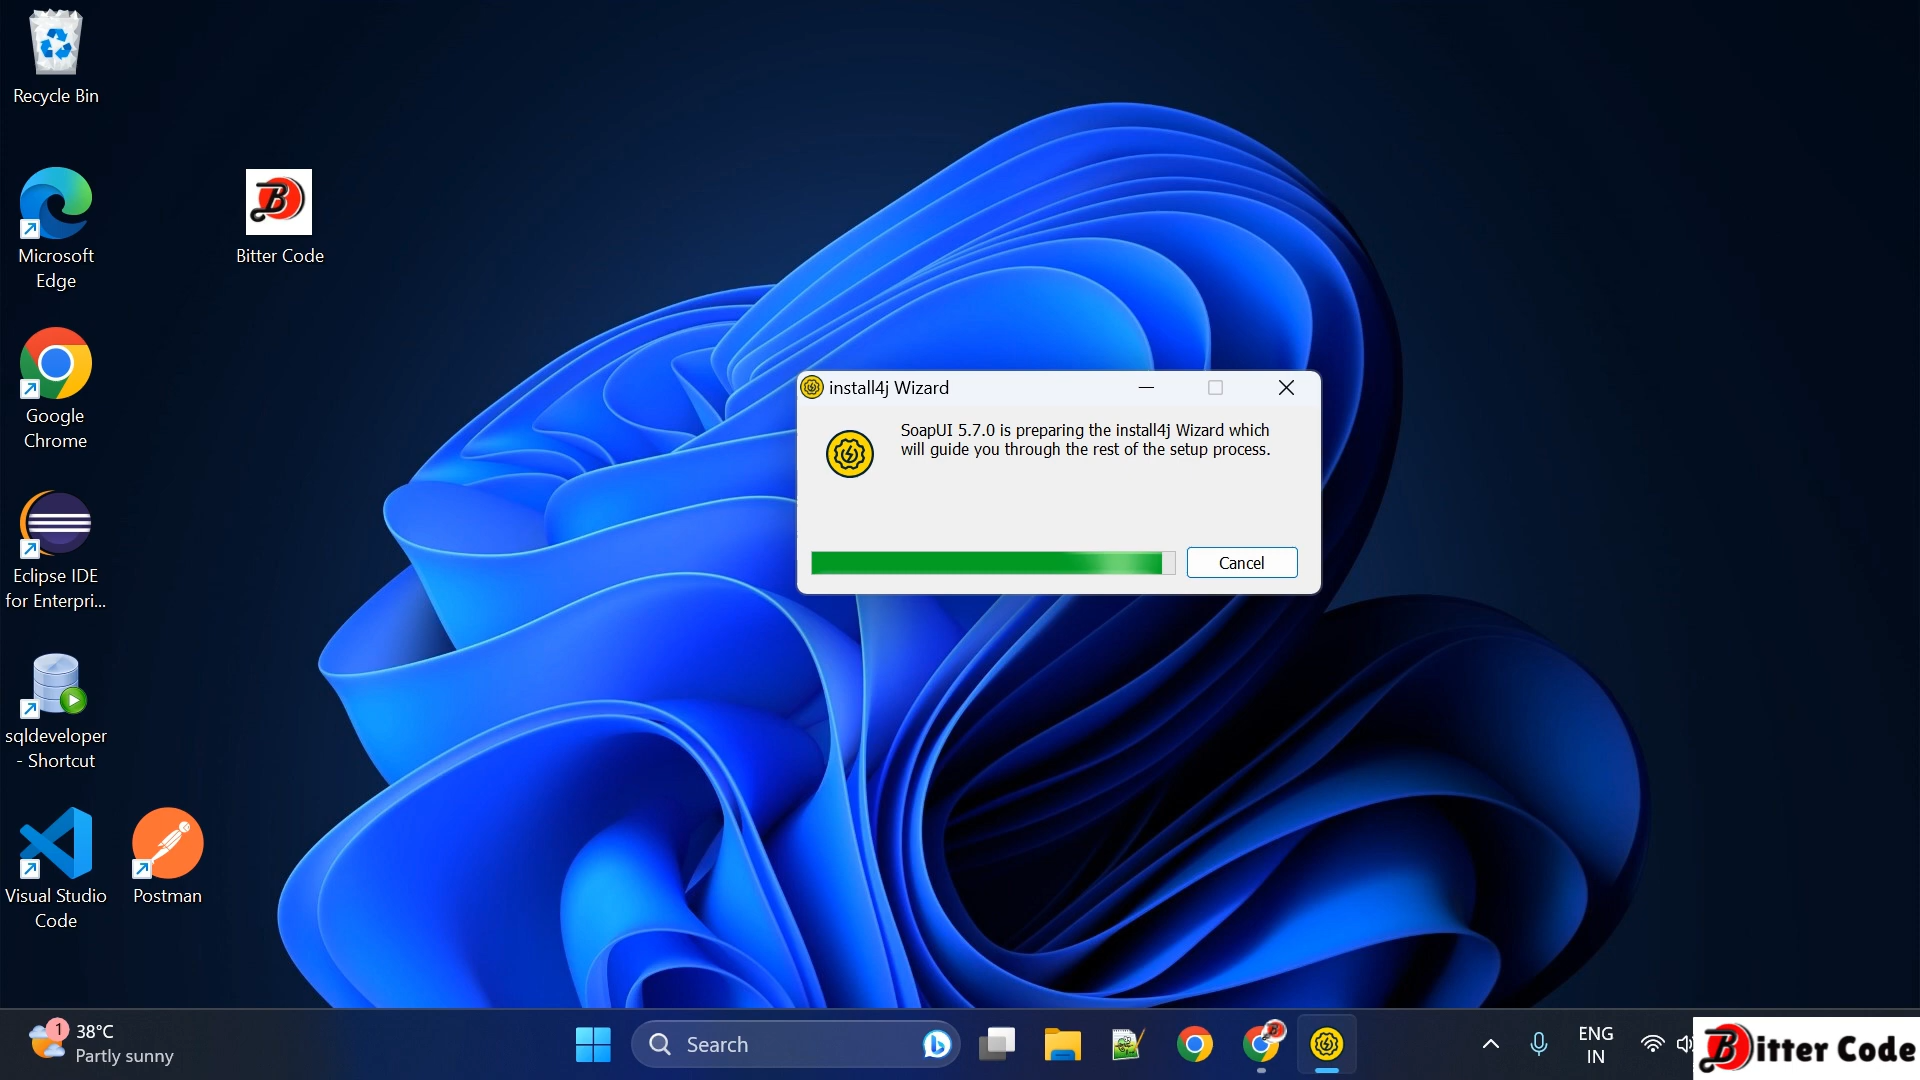 Recycle Bin
Microsoft
Edge
Bitter Code
Google
Chrome
Eclipse IDE
for Enterpri...
sqldeveloper
- Shortcut
Visual Studio
Code
Postman
install4j Wizard
SoapUI 5.7.0 is preparing the install4j Wizard which
will guide you through the rest of the setup process.
Cancel
1
38°C
Partly sunny
Search
ENG
IN
Bitter Code